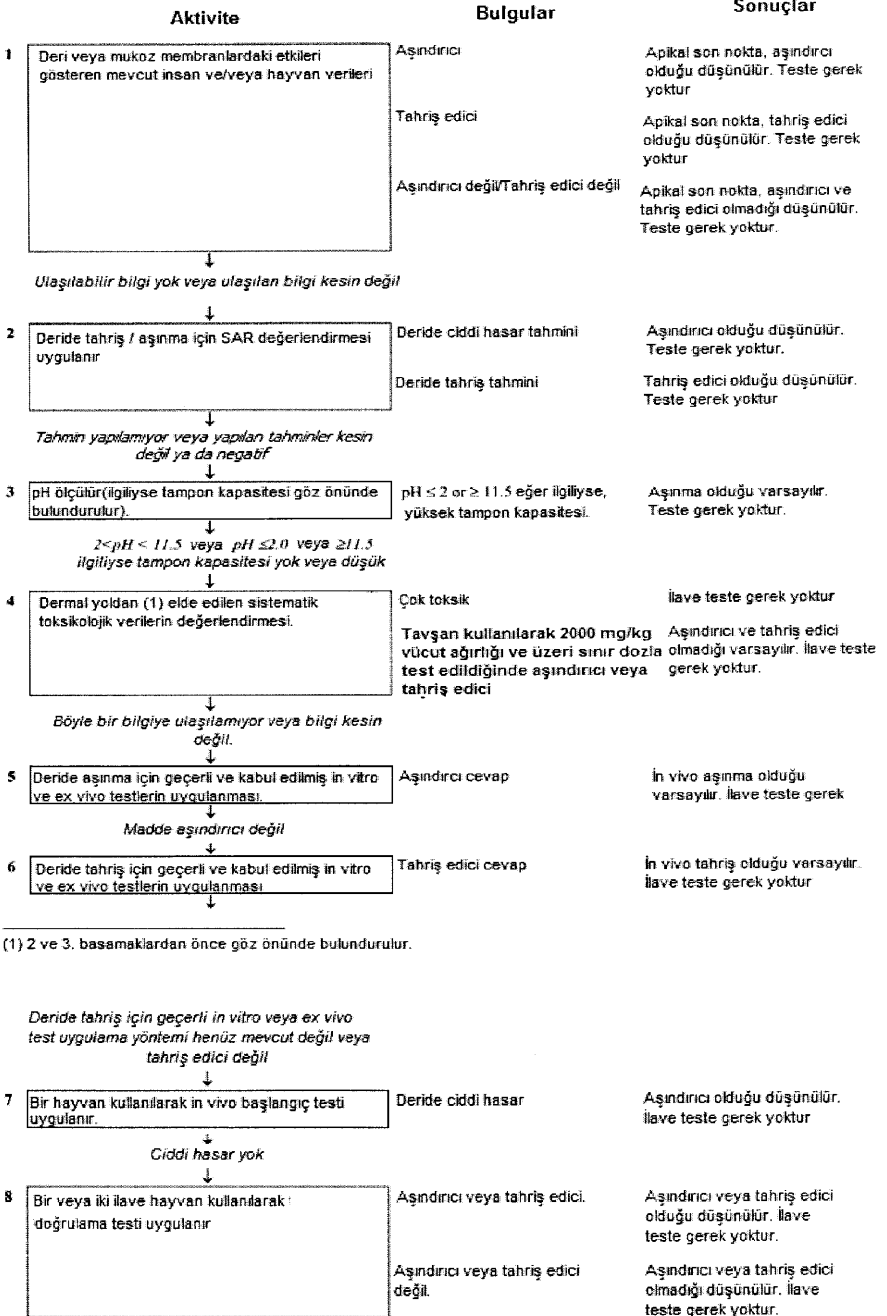 Aktivite
Bulgular
Sonuçlar
1
Deri veya mukoz membranlardaki etkileri
gösteren mevcut insan ve/veya hayvan verileri
Aşındırıcı
Apikal son nokta, aşındırcı
olduğu düşünülür. Teste gerek
yoktur
Tahriş edici
Apikal son nokta, tahriş edici
olduğu düşünülür. Teste gerek
yoktur
Aşındırıcı değil/Tahriş edici değil
Apikal son nokta, aşındırıcı ve
tahriş edici olmadığı düşünülür.
Teste gerek yoktur.
↓
Ulaşılabilir bilgi yok veya ulaşılan bilgi kesin değil
↓
2
Deride tahriş / aşınma için SAR değerlendirmesi
uygulanır
Deride ciddi hasar tahmini
Aşındırıcı olduğu düşünülür.
Teste gerek yoktur.
Deride tahriş tahmini
Tahriş edici olduğu düşünülür.
Teste gerek yoktur
↓
Tahmin yapılamıyor veya yapılan tahminler kesin
değil ya da negatif
↓
3
pH ölçülür(ilgiliyse tampon kapasitesi göz önünde
bulundurulur).
pH ≤ 2 or ≥ 11.5 eğer ilgiliyse,
yüksek tampon kapasitesi.
Aşınma olduğu varsayılır.
Teste gerek yoktur.
↓
2<pH < 11.5 veya pH ≤2.0 veya ≥11.5
ilgiliyse tampon kapasitesi yok veya düşük
↓
4
Dermal yoldan (1) elde edilen sistematik
toksikolojik verilerin değerlendirmesi.
Çok toksik
İlave teste gerek yoktur
Tavşan kullanılarak 2000 mg/kg
vücut ağırlığı ve üzeri sınır dozla
test edildiğinde aşındırıcı veya
tahriş edici
Aşındırıcı ve tahriş edici
olmadığı varsayılır. İlave teste
gerek yoktur.
↓
Böyle bir bilgiye ulaşılamıyor veya bilgi kesin
değil.
↓
5
Deride aşınma için geçerli ve kabul edilmiş in vitro
ve ex vivo testlerin uygulanması.
Aşındırcı cevap
İn vivo aşınma olduğu
varsayılır. İlave teste gerek
↓
Madde aşındırıcı değil
↓
6
Deride tahriş için geçerli ve kabul edilmiş in vitro
ve ex vivo testlerin uygulanması
Tahriş edici cevap
İn vivo tahriş olduğu varsayılır.
İlave teste gerek yoktur
↓
(1) 2 ve 3. basamaklardan önce göz önünde bulundurulur.
Deride tahriş için geçerli in vitro veya ex vivo
test uygulama yöntemi henüz mevcut değil veya
tahriş edici değil
↓
7
Bir hayvan kullanılarak in vivo başlangıç testi
uygulanır.
Deride ciddi hasar
Aşındırıcı olduğu düşünülür.
İlave teste gerek yoktur
↓
Ciddi hasar yok
↓
8
Bir veya iki ilave hayvan kullanılarak
doğrulama testi uygulanır
Aşındırıcı veya tahriş edici.
Aşındırıcı veya tahriş edici
olduğu düşünülür. İlave
teste gerek yoktur.
Aşındırıcı veya tahriş edici
değil.
Aşındırıcı veya tahriş edici
olmadığı düşünülür. İlave
teste gerek yoktur.